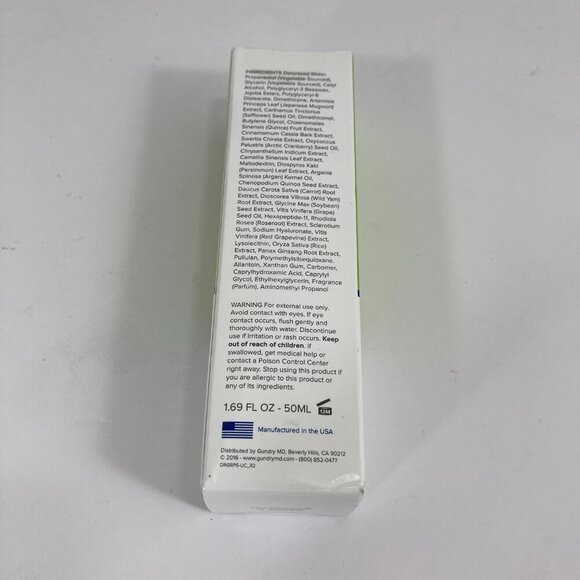 INGREDIENTS Deionized Water,
Propanediol (Vegetable Sourced),
Glycerin (Vegetable Sourced), Cetyl
Alcohol, Polyglyceryl-3 Beeswax,
Jojoba Esters, Polyglyceryl-6
Distearate, Dimethicone, Artemisia
Princeps Leaf (Japanese Mugwort)
Extract, Carthamus Tinctorius
(Safflower) Seed Oil, Dimethiconol,
Butylene Glycol, Chaenomeles
Sinensis (Quince) Fruit Extract,
Cinnamomum Cassia Bark Extract,
Swertia Chirata Extract, Oxycoccus
Palustris (Arctic Cranberry) Seed Oil,
Chrysanthellum Indicum Extract,
Camellia Sinensis Leaf Extract,
Maltodextrin, Diospyros Kaki
(Persimmon) Leaf Extract, Argania
Spinosa (Argan) Kernel Oil,
Chenopodium Quinoa Seed Extract,
Daucus Carota Sativa (Carrot) Root
Extract, Dioscorea Villosa (Wild Yam)
Root Extract, Glycine Max (Soybean)
Seed Extract, Vitis Vinifera (Grape)
Seed Oil, Hexapeptide-11, Rhodiola
Rosea (Roseroot) Extract, Sclerotium
Gum, Sodium Hyaluronate, Vitis
Vinifera (Red Grapevine) Extract,
Lysolecithin, Oryza Sativa (Rice)
Extract, Panax Ginseng Root Extract,
Pullulan, Polymethylsilsequioxane,
Allantoin, Xanthan Gum, Carbomer,
Caprylhydroxamic Acid, Caprylyl
Glycol, Ethylhexylglycerin, Fragrance
(Parfum), Aminomethyl Propanol
WARNING For external use only.
Avoid contact with eyes. If eye
contact occurs, flush gently and
thoroughly with water. Discontinue
use if irritation or rash occurs. Keep
out of reach of children. If
swallowed, get medical help or
contact a Poison Control Center
right away. Stop using this product if
you are allergic to this product or
any of its ingredients.
1.69 FL OZ - 50ML 12M
Manufactured in the USA
Distributed by Gundry MD, Beverly Hills, CA 90212
© 2016 - www.gundrymd.com - (800) 852-0477
DRGRPS-UC_R2